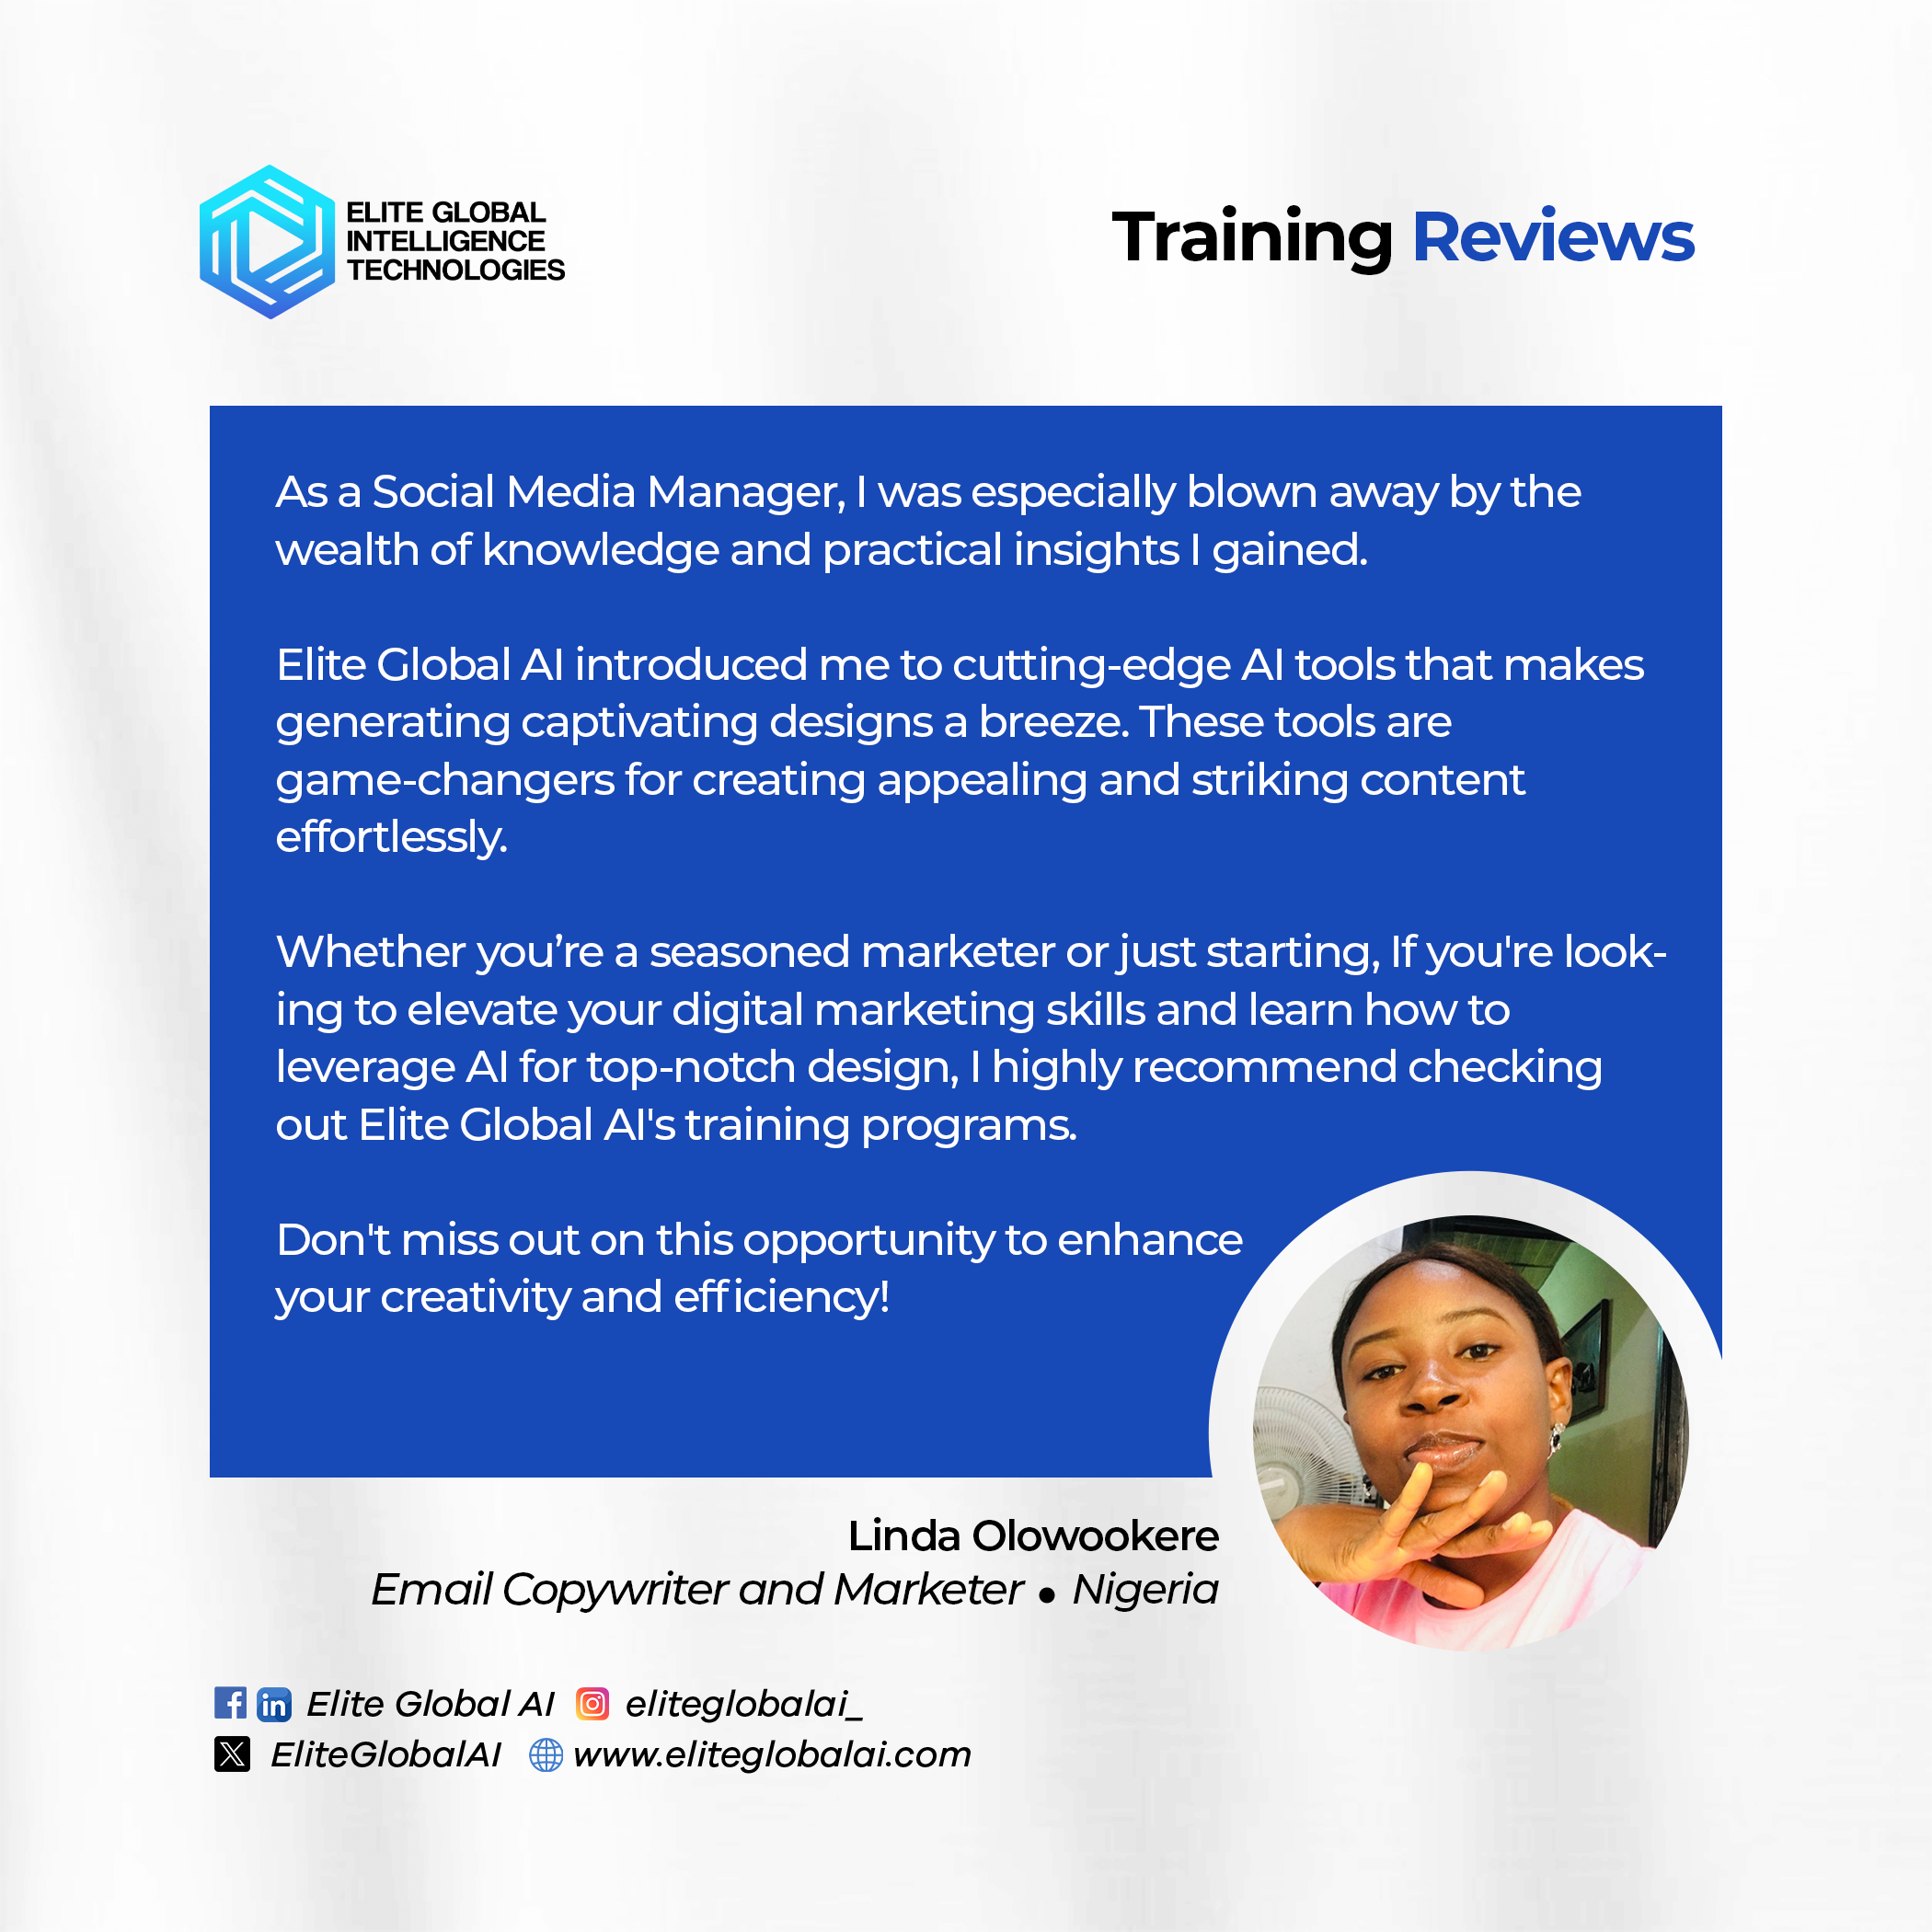 ELITE GLOBAL
INTELLIGENCE
TECHNOLOGIES
Training Reviews
As a Social Media Manager, I was especially blown away by the
wealth of knowledge and practical insights I gained.
Elite Global AI introduced me to cutting-edge AI tools that makes
generating captivating designs a breeze. These tools are
game-changers for creating appealing and striking content
effortlessly.
Whether you’re a seasoned marketer or just starting, If you're look-
ing to elevate your digital marketing skills and learn how to
leverage AI for top-notch design, I highly recommend checking
out Elite Global AI's training programs.
Don't miss out on this opportunity to enhance
your creativity and efficiency!
Linda Olowookere
Email Copywriter and Marketer • Nigeria
Elite Global AI eliteglobalai_
EliteGlobalAI www.eliteglobalai.com